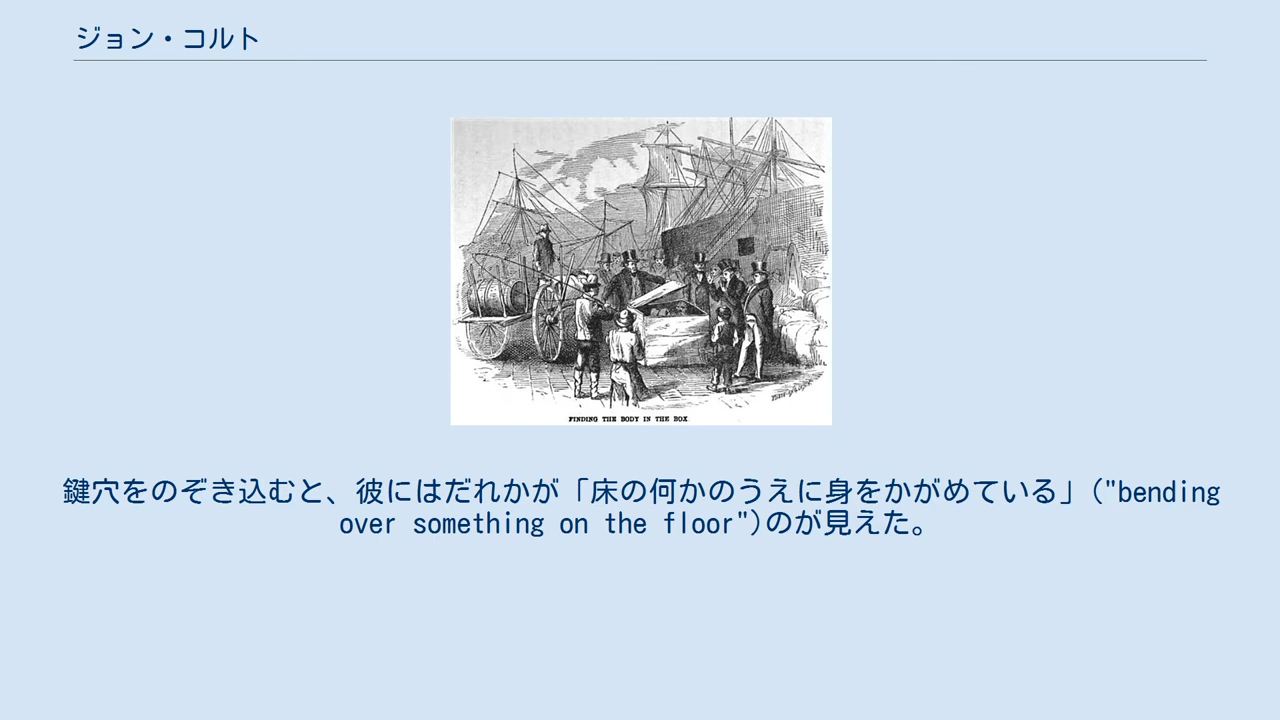 ジョン・コルト
FINDING THE BODY IN THE BOX
鍵穴をのぞき込むと、彼にはだれかが「床の何かのうえに身をかがめている」("bending
over something on the floor")のが見えた。